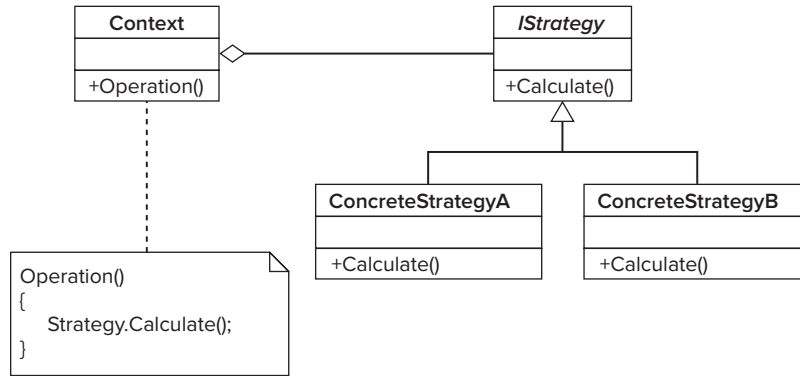 Context
+Operation()
IStrategy
+Calculate()
ConcreteStrategyA
+Calculate()
ConcreteStrategyB
+Calculate()
Operation()
{
Strategy.Calculate();
}